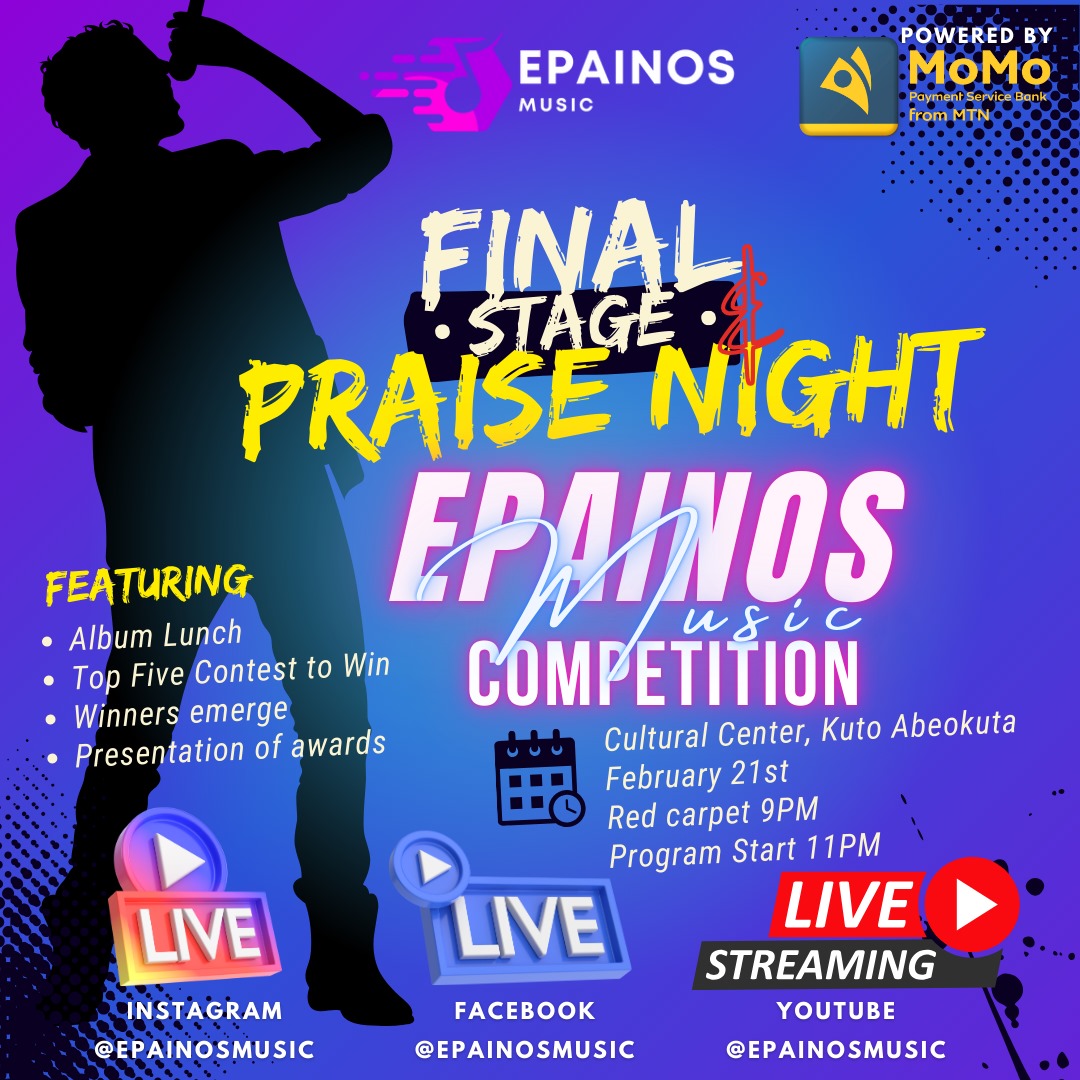 EPAINOS
MUSIC
POWERED BY
MoMo
Payment Service Bank
from MTN
FINAL
• STAGE • &
PRAISE NIGHT
EPAINOS
Music
COMPETITION
FEATURING
• Album Lunch
• Top Five Contest to Win
• Winners emerge
• Presentation of awards
Cultural Center, Kuto Abeokuta
February 21st
Red carpet 9PM
Program Start 11PM
LIVE
INSTAGRAM
@EPAINOSMUSIC
LIVE
FACEBOOK
@EPAINOSMUSIC
LIVE
STREAMING
YOUTUBE
@EPAINOSMUSIC